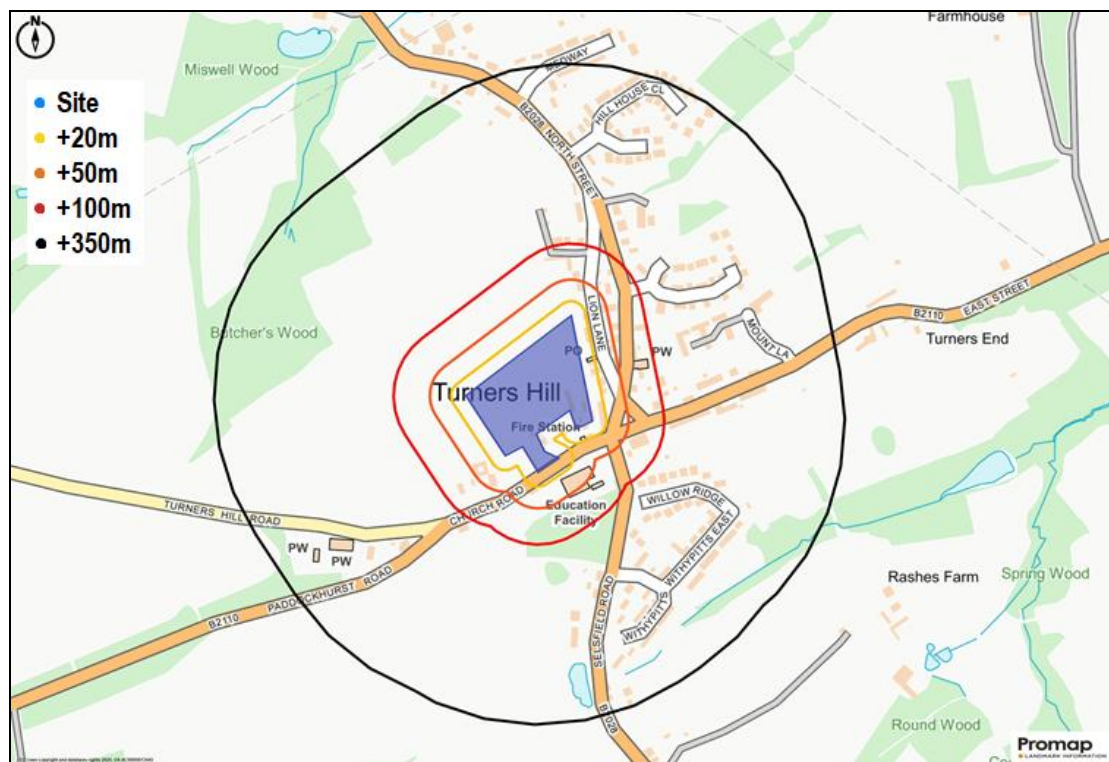 N
Farmhouse
Miswell Wood
MEDWAY
Site
+20m
+50m
+100m
+350m
HILL HOUSE CL
B2028 NORTH STREET
Butcher's Wood
LION LANE
B2110
EAST STREET
MOUNT LA
Turners End
PO
PW
Turners Hill
Fire Station
Education
Facility
WILLOW RIDGE
TURNERS HILL ROAD
CHURCH ROAD
PW
PW
WITHYPITTS EAST
B2110
PADDOCKHURST ROAD
Rashes Farm
Spring Wood
SELSFIELD ROAD
WITHYPITTS
B2028
Round Wood
Promap
LANDMARK INFORMATION